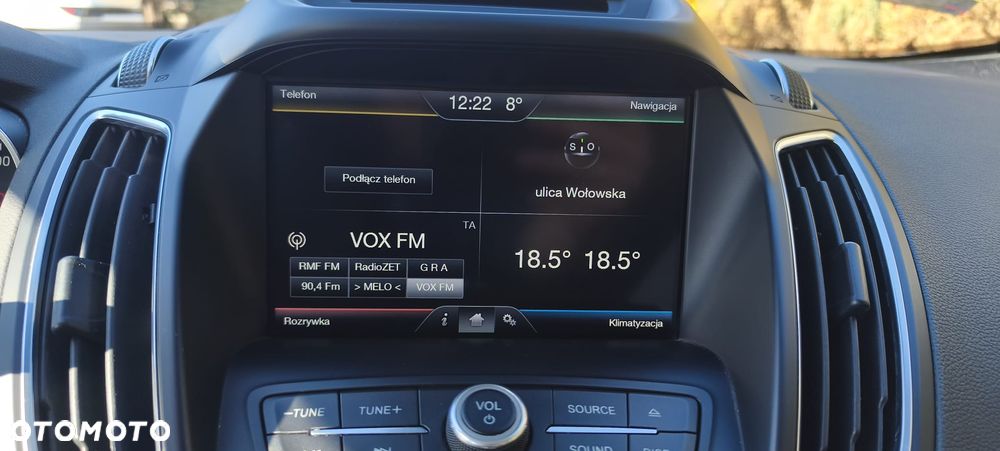 Telefon
12:22 8°
Nawigacja
S O
Podłącz telefon
ulica Wołowska
TA
VOX FM
18.5° 18.5°
RMF FM RadioZET G R A
90,4 Fm > MELO < VOX FM
Rozrywka
i
Klimatyzacja
–TUNE
TUNE+
VOL
SOURCE
SOUND
OTOMOTO